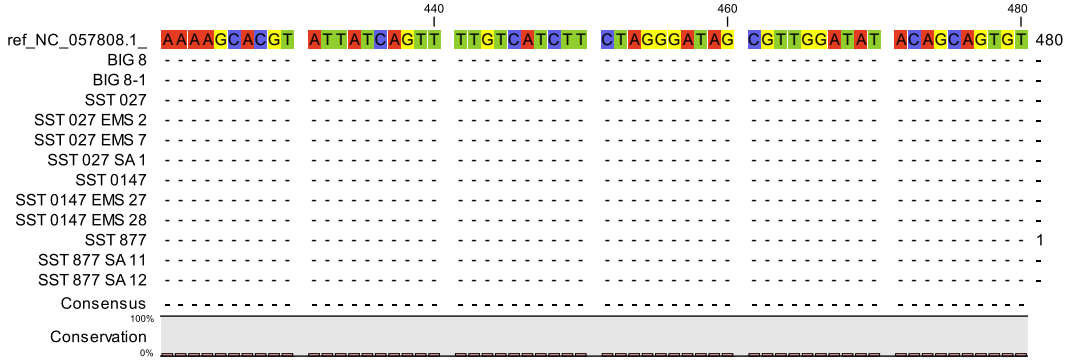 440 460 480
ref_NC_057808.1_ AAAAGCACGT ATTATCAGTT TTGTCATCTT CTAGGGATAG CGTTGGATAT ACAGCAGTGT 480
BIG 8 - - - - - - - - - - - - - - - - - - - - - - - - - - - - - - - - - - - - - - - - - - - - - - - - - - - - - - - - - - - - -
BIG 8-1 - - - - - - - - - - - - - - - - - - - - - - - - - - - - - - - - - - - - - - - - - - - - - - - - - - - - - - - - - - - - -
SST 027 - - - - - - - - - - - - - - - - - - - - - - - - - - - - - - - - - - - - - - - - - - - - - - - - - - - - - - - - - - - - -
SST 027 EMS 2 - - - - - - - - - - - - - - - - - - - - - - - - - - - - - - - - - - - - - - - - - - - - - - - - - - - - - - - - - - - - -
SST 027 EMS 7 - - - - - - - - - - - - - - - - - - - - - - - - - - - - - - - - - - - - - - - - - - - - - - - - - - - - - - - - - - - - -
SST 027 SA 1 - - - - - - - - - - - - - - - - - - - - - - - - - - - - - - - - - - - - - - - - - - - - - - - - - - - - - - - - - - - - -
SST 0147 - - - - - - - - - - - - - - - - - - - - - - - - - - - - - - - - - - - - - - - - - - - - - - - - - - - - - - - - - - - - -
SST 0147 EMS 27 - - - - - - - - - - - - - - - - - - - - - - - - - - - - - - - - - - - - - - - - - - - - - - - - - - - - - - - - - - - - -
SST 0147 EMS 28 - - - - - - - - - - - - - - - - - - - - - - - - - - - - - - - - - - - - - - - - - - - - - - - - - - - - - - - - - - - - -
SST 877 - - - - - - - - - - - - - - - - - - - - - - - - - - - - - - - - - - - - - - - - - - - - - - - - - - - - - - - - - - - - 1
SST 877 SA 11 - - - - - - - - - - - - - - - - - - - - - - - - - - - - - - - - - - - - - - - - - - - - - - - - - - - - - - - - - - - - -
SST 877 SA 12 - - - - - - - - - - - - - - - - - - - - - - - - - - - - - - - - - - - - - - - - - - - - - - - - - - - - - - - - - - - - -
Consensus - - - - - - - - - - - - - - - - - - - - - - - - - - - - - - - - - - - - - - - - - - - - - - - - - - - - - - - - - - - -
100%
Conservation
0%